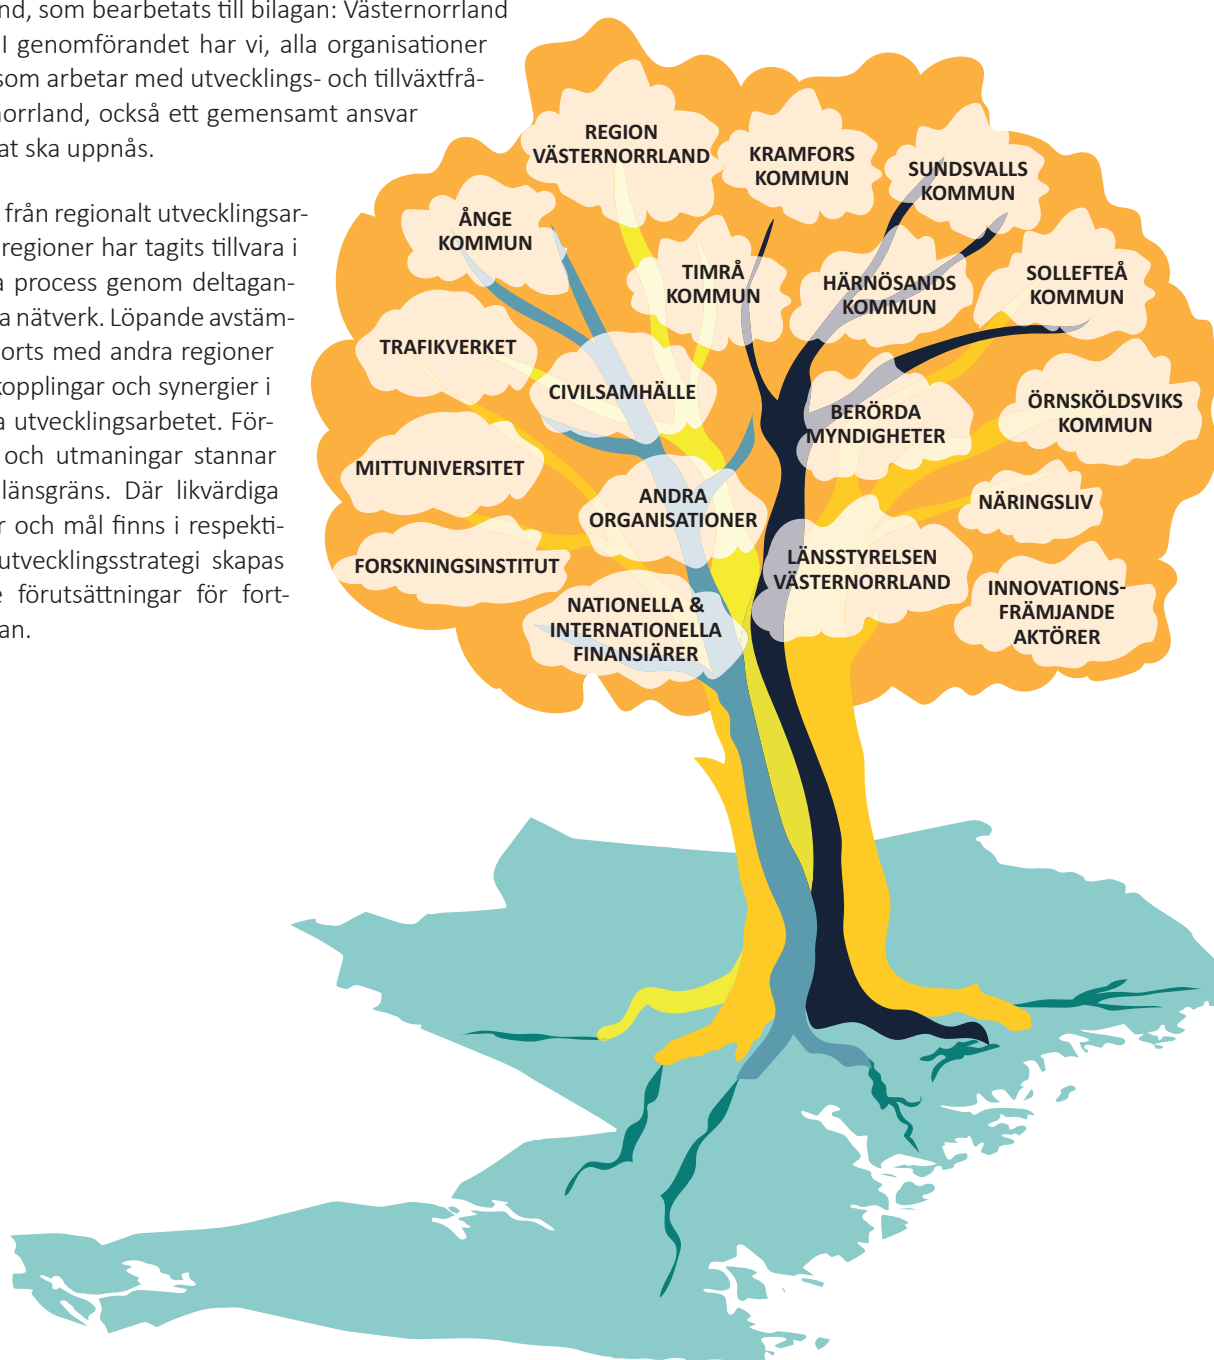 nd, som bearbetats till bilagan: Västernorrland
I genomförandet har vi, alla organisationer
som arbetar med utvecklings- och tillväxtfrå-
norrland, också ett gemensamt ansvar
at ska uppnås.
från regionalt utvecklingsar-
regioner har tagits tillvara i
a process genom deltagan-
a nätverk. Löpande avstäm-
orts med andra regioner
kopplingar och synergier i
a utvecklingsarbetet. För-
och utmaningar stannar
länsgräns. Där likvärdiga
r och mål finns i respekti-
utvecklingsstrategi skapas
e förutsättningar för fort-
an.
REGION
VÄSTERNORRLAND
KRAMFORS
KOMMUN
SUNDSVALLS
KOMMUN
ÅNGE
KOMMUN
TIMRÅ
KOMMUN
HÄRNÖSANDS
KOMMUN
SOLLEFTEÅ
KOMMUN
TRAFIKVERKET
CIVILSAMHÄLLE
BERÖRDA
MYNDIGHETER
ÖRNSKÖLDSVIKS
KOMMUN
MITTUNIVERSITET
ANDRA
ORGANISATIONER
NÄRINGSLIV
FORSKNINGSINSTITUT
LÄNSSTYRELSEN
VÄSTERNORRLAND
NATIONELLA &
INTERNATIONELLA
FINANSIÄRER
INNOVATIONS-
FRÄMJANDE
AKTÖRER